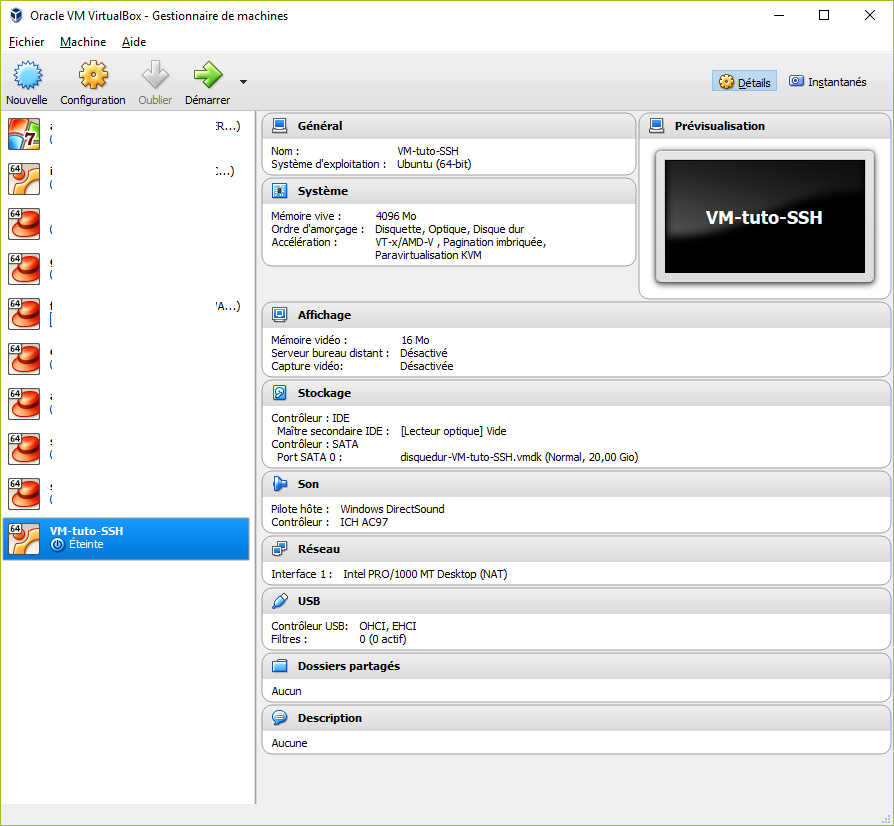 Oracle VM VirtualBox - Gestionnaire de machines
Fichier Machine Aide
Nouvelle Configuration Oublier Démarrer Détails Instantanés
R...)
64
...)
64
64
64
A...)
64
64
64
64
64
VM-tuto-SSH
Éteinte
Général
Nom : VM-tuto-SSH
Système d'exploitation : Ubuntu (64-bit)
Prévisualisation
VM-tuto-SSH
Système
Mémoire vive : 4096 Mo
Ordre d'amorçage : Disquette, Optique, Disque dur
Accélération : VT-x/AMD-V , Pagination imbriquée,
Paravirtualisation KVM
Affichage
Mémoire vidéo : 16 Mo
Serveur bureau distant : Désactivé
Capture vidéo: Désactivée
Stockage
Contrôleur : IDE
Maître secondaire IDE : [Lecteur optique] Vide
Contrôleur : SATA
Port SATA 0 : disquedur-VM-tuto-SSH.vmdk (Normal, 20,00 Gio)
Son
Pilote hôte : Windows DirectSound
Contrôleur : ICH AC97
Réseau
Interface 1 : Intel PRO/1000 MT Desktop (NAT)
USB
Contrôleur USB: OHCI, EHCI
Filtres : 0 (0 actif)
Dossiers partagés
Aucun
Description
Aucune